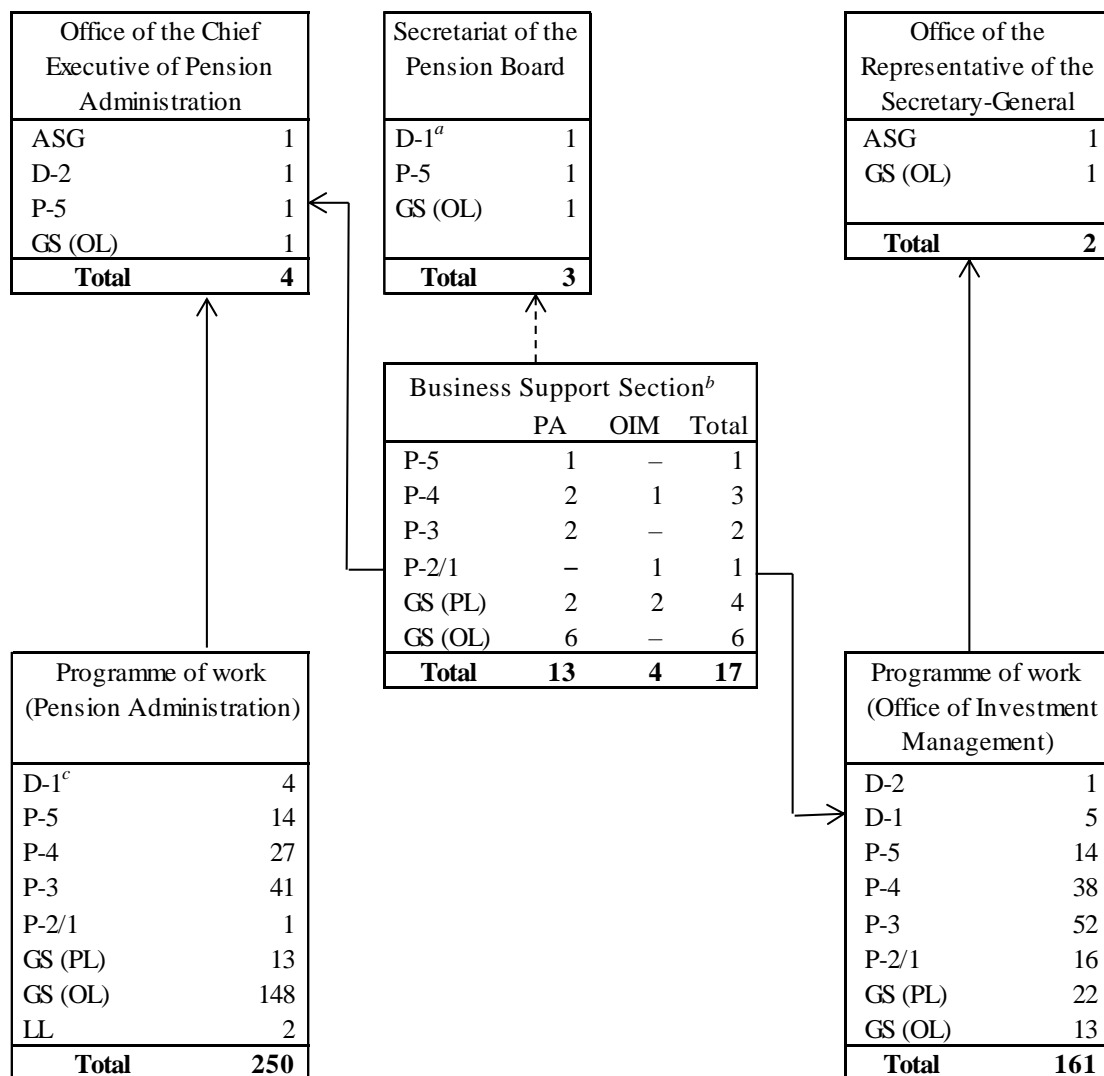 Office of the Chief
Executive of Pension
Administration
ASG 1
D-2 1
P-5 1
GS (OL) 1
Total 4
Secretariat of the
Pension Board
D-1a 1
P-5 1
GS (OL) 1
Total 3
Office of the
Representative of the
Secretary-General
ASG 1
GS (OL) 1
Total 2
Business Support Sectionb
PA OIM Total
P-5 1 – 1
P-4 2 1 3
P-3 2 – 2
P-2/1 – 1 1
GS (PL) 2 2 4
GS (OL) 6 – 6
Total 13 4 17
Programme of work
(Pension Administration)
D-1c 4
P-5 14
P-4 27
P-3 41
P-2/1 1
GS (PL) 13
GS (OL) 148
LL 2
Total 250
Programme of work
(Office of Investment
Management)
D-2 1
D-1 5
P-5 14
P-4 38
P-3 52
P-2/1 16
GS (PL) 22
GS (OL) 13
Total 161